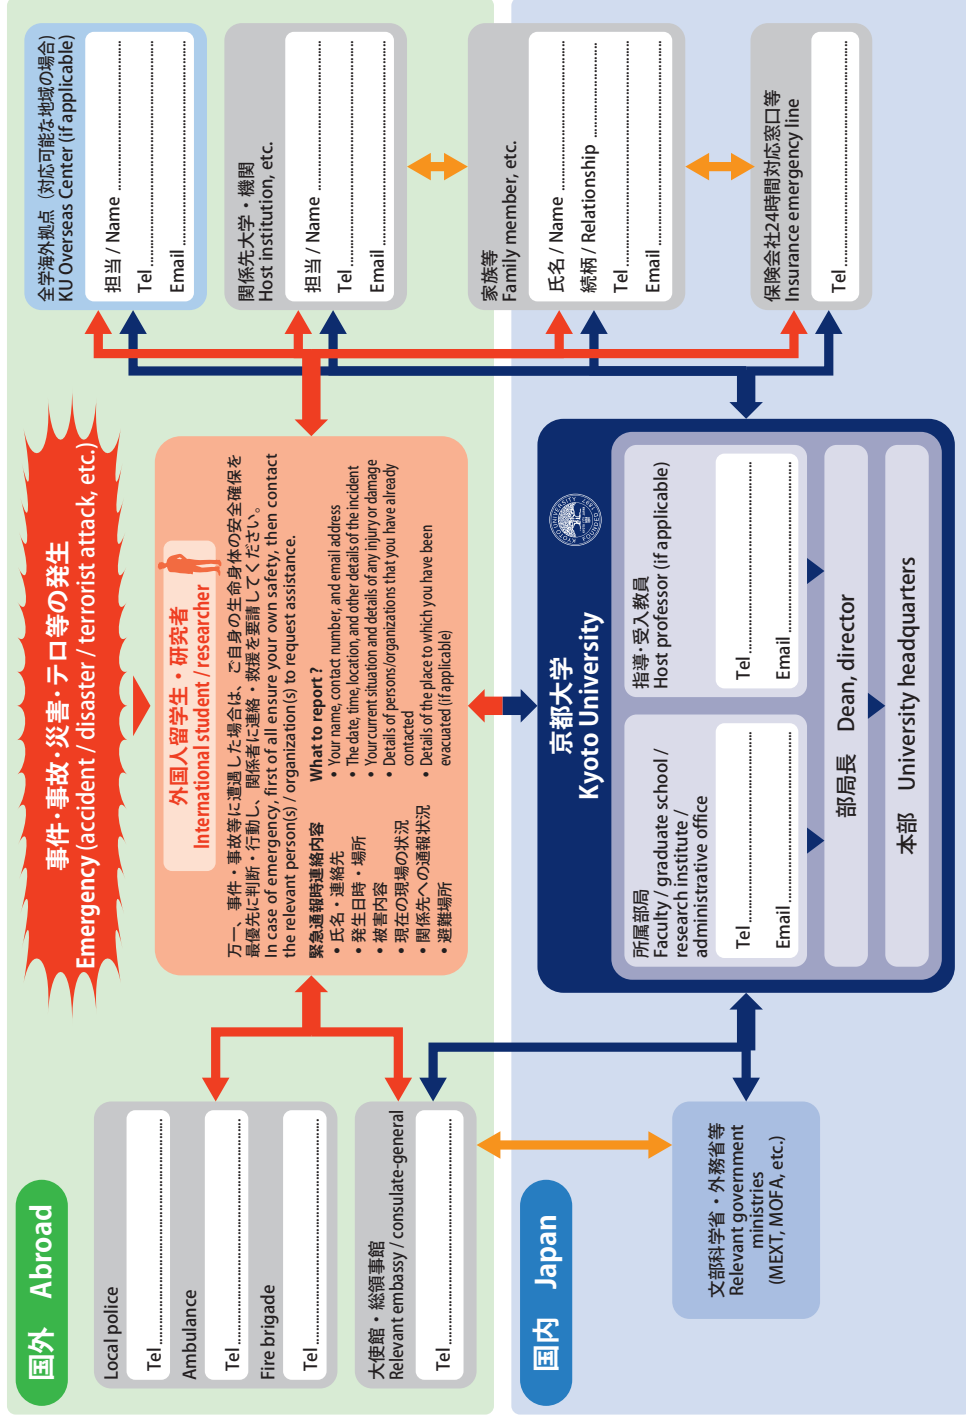 国外 Abroad
事件・事故・災害・テロ等の発生
Emergency (accident / disaster / terrorist attack, etc.)
Local police
Tel
Ambulance
Tel
Fire brigade
Tel
大使館・総領事館
Relevant embassy / consulate-general
Tel
外国人留学生・研究者
International student / researcher
万一、事件・事故等に遭遇した場合は、ご自身の生命身体の安全確保を
最優先に判断・行動し、関係者に連絡・救援を要請してください。
In case of emergency, first of all ensure your own safety, then contact
the relevant person(s) / organization(s) to request assistance.
緊急通報時連絡内容
• 氏名・連絡先
• 発生日時・場所
• 被害内容
• 現在の現場の状況
• 関係先への通報状況
• 避難場所
What to report ?
• Your name, contact number, and email address
• The date, time, location, and other details of the incident
• Your current situation and details of any injury or damage
• Details of persons/organizations that you have already
contacted
• Details of the place to which you have been
evacuated (if applicable)
全学海外拠点（対応可能な地域の場合）
KU Overseas Center (if applicable)
担当 / Name
Tel
Email
関係先大学・機関
Host institution, etc.
担当 / Name
Tel
Email
家族等
Family member, etc.
氏名 / Name
続柄 / Relationship
Tel
Email
保険会社24時間対応窓口等
Insurance emergency line
Tel
国内 Japan
文部科学省・外務省等
Relevant government
ministries
(MEXT, MOFA, etc.)
京都大学
Kyoto University
KYOTO UNIVERSITY
FOUNDED 1897
所属部局
Faculty / graduate school /
research institute /
administrative office
Tel
Email
指導・受入教員
Host professor (if applicable)
Tel
Email
部局長 Dean, director
本部 University headquarters